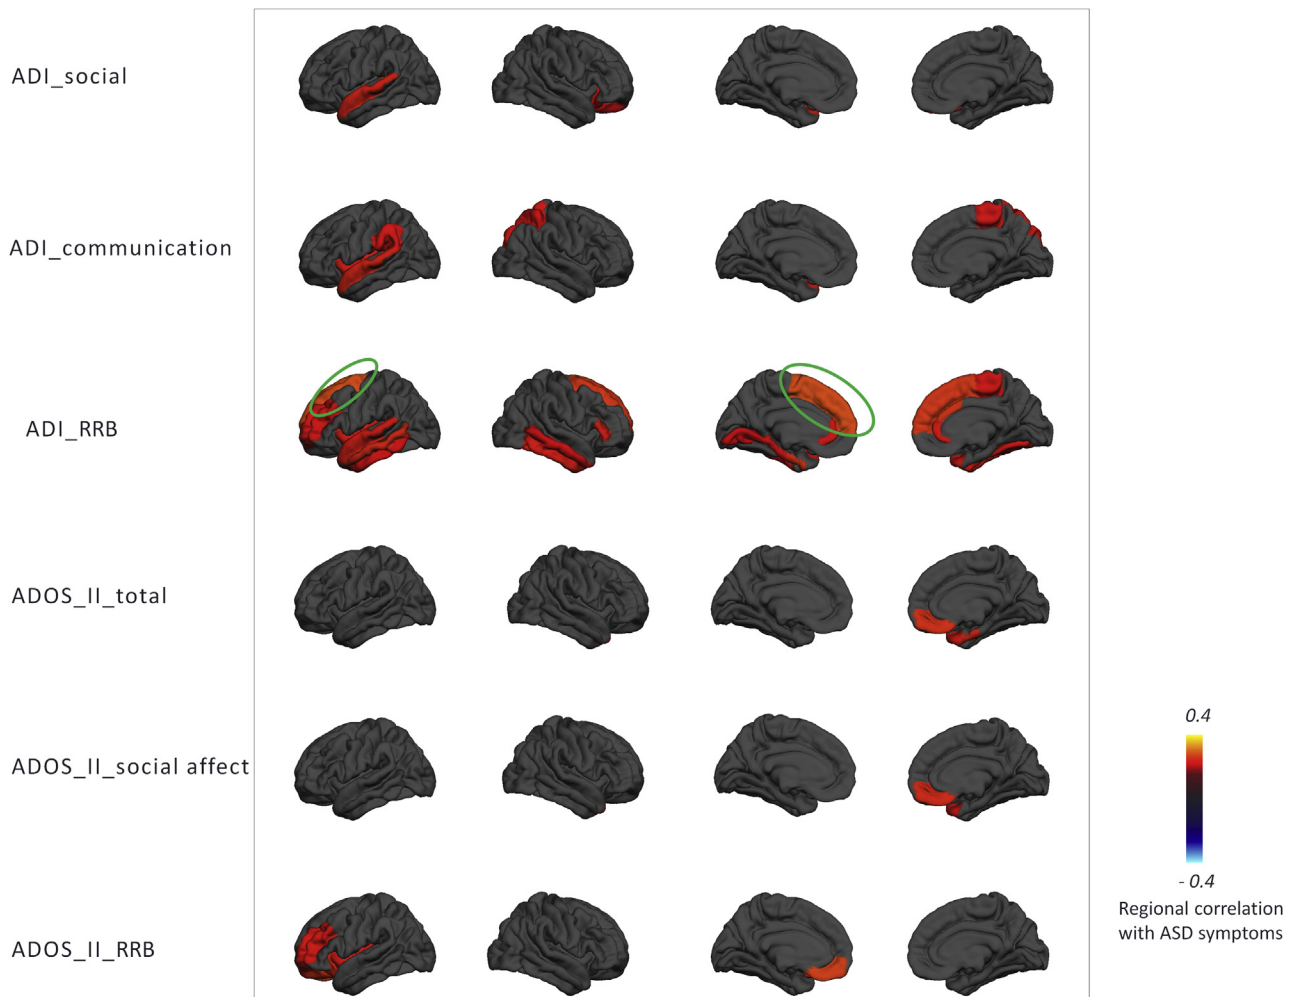 ADI_social
ADI_communication
ADI_RRB
ADOS_II_total
ADOS_II_social affect
ADOS_II_RRB
0.4
- 0.4
Regional correlation
with ASD symptoms